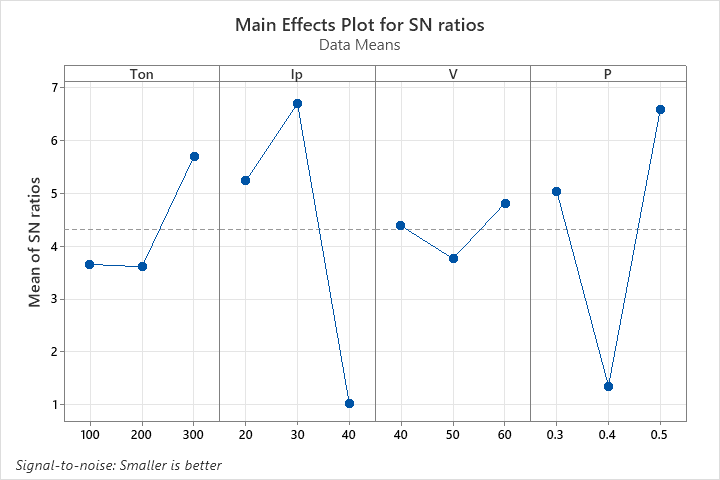 Main Effects Plot for SN ratios
Data Means
Ton Ip V P
Mean of SN ratios
7
6
5
4
3
2
1
100 200 300 20 30 40 40 50 60 0.3 0.4 0.5
Signal-to-noise: Smaller is better